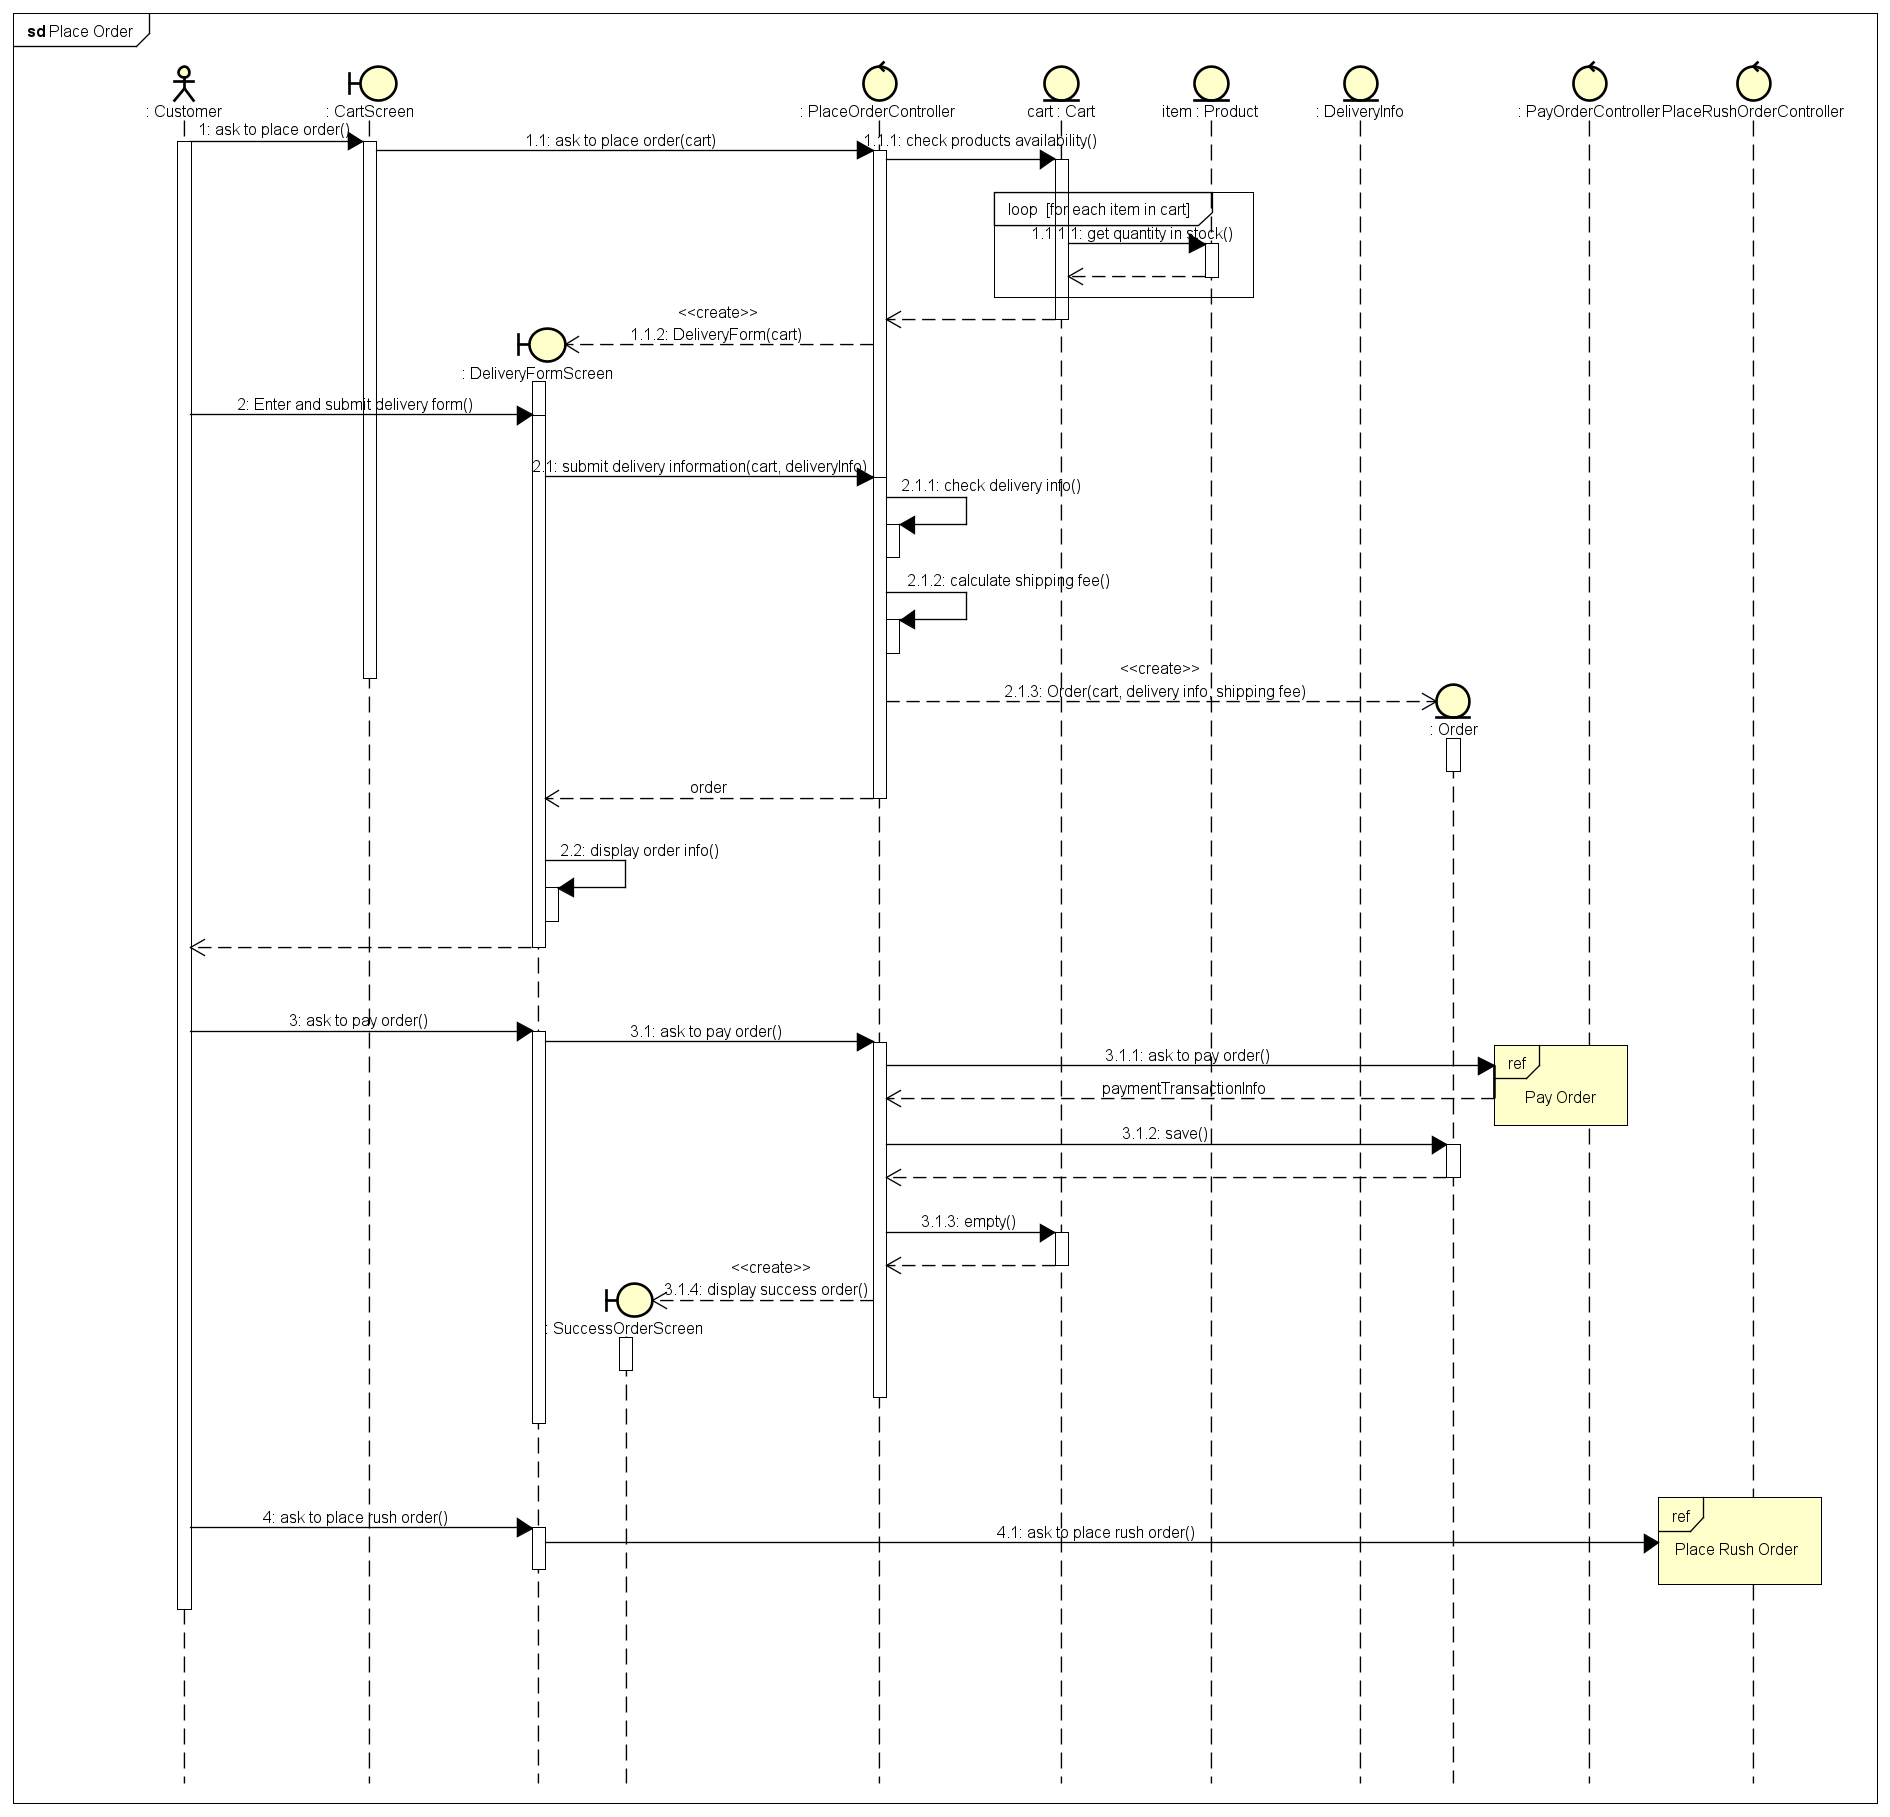 sd Place Order
: Customer
: CartScreen
: PlaceOrderController
cart : Cart
item : Product
: DeliveryInfo
: PayOrderController
PlaceRushOrderController
1: ask to place order()
1.1: ask to place order(cart)
1.1.1: check products availability()
loop [for each item in cart]
1.1.1.1: get quantity in stock()
<<create>>
1.1.2: DeliveryForm(cart)
: DeliveryFormScreen
2: Enter and submit delivery form()
2.1: submit delivery information(cart, deliveryInfo)
2.1.1: check delivery info()
2.1.2: calculate shipping fee()
<<create>>
2.1.3: Order(cart, delivery info, shipping fee)
: Order
order
2.2: display order info()
3: ask to pay order()
3.1: ask to pay order()
3.1.1: ask to pay order()
ref
paymentTransactionInfo
Pay Order
3.1.2: save()
3.1.3: empty()
<<create>>
3.1.4: display success order()
: SuccessOrderScreen
4: ask to place rush order()
4.1: ask to place rush order()
ref
Place Rush Order